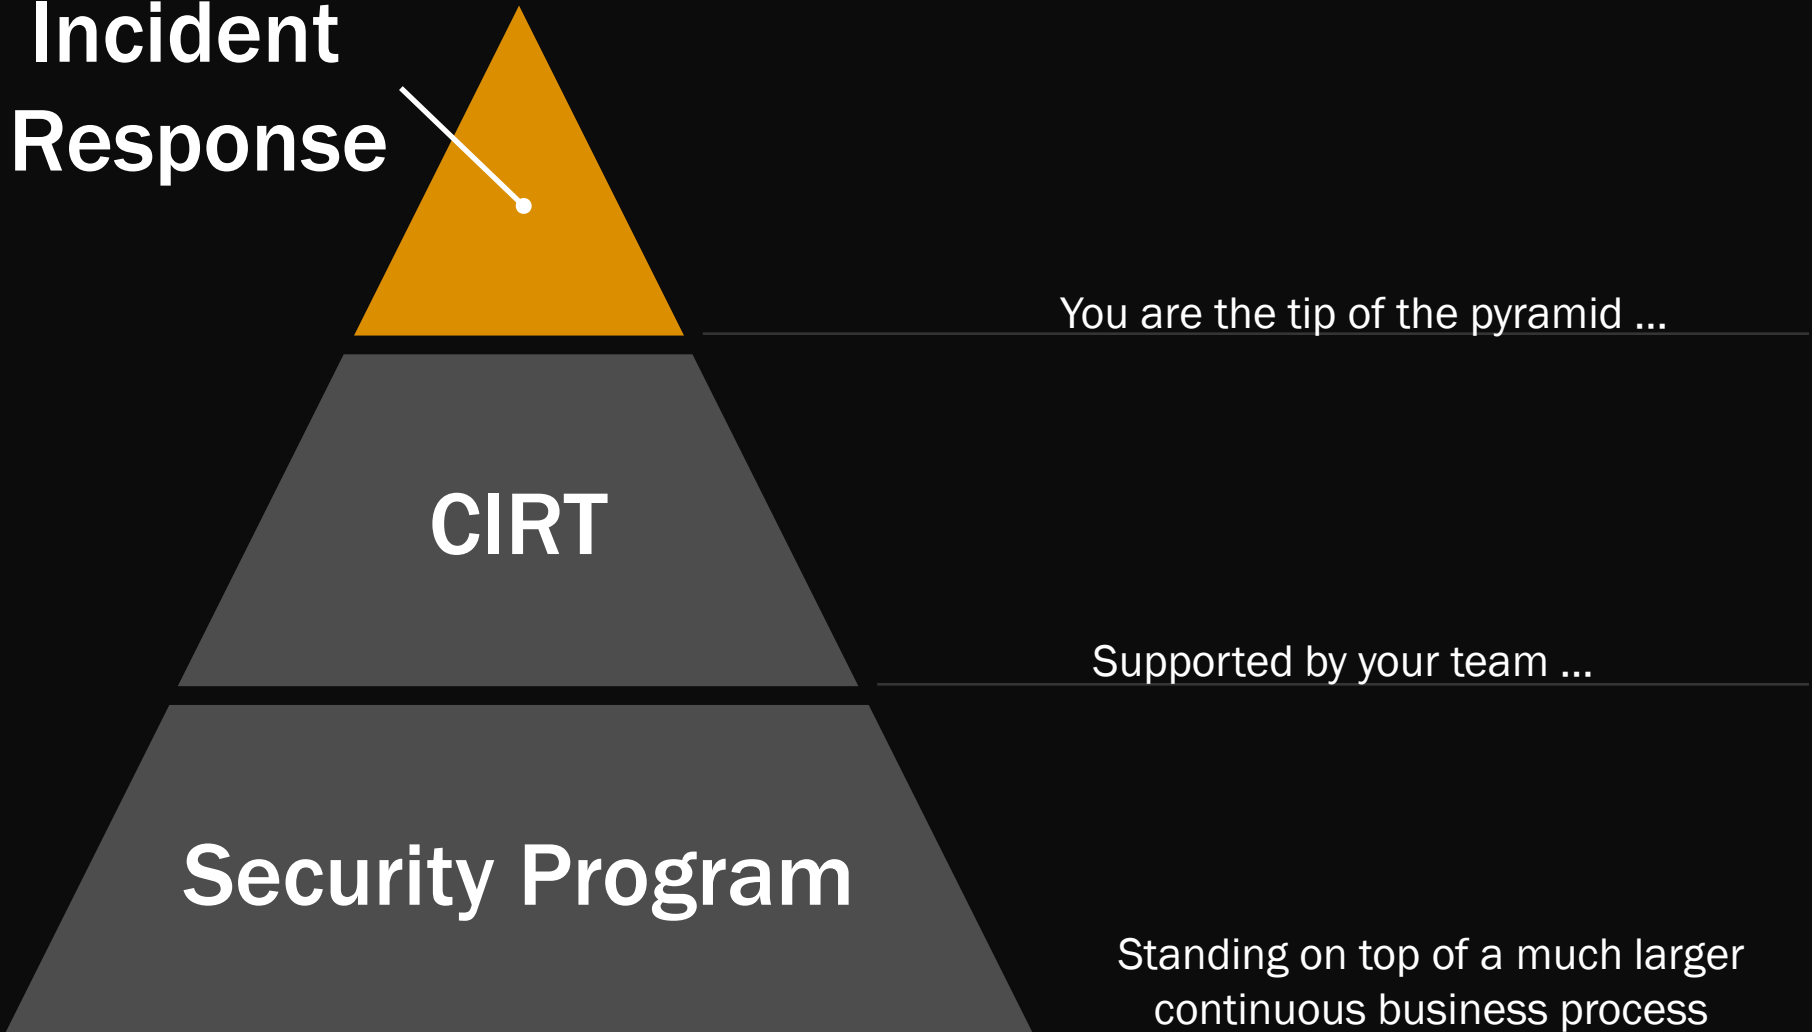 Incident
Response
You are the tip of the pyramid ...
CIRT
Supported by your team ...
Security Program
Standing on top of a much larger
continuous business process